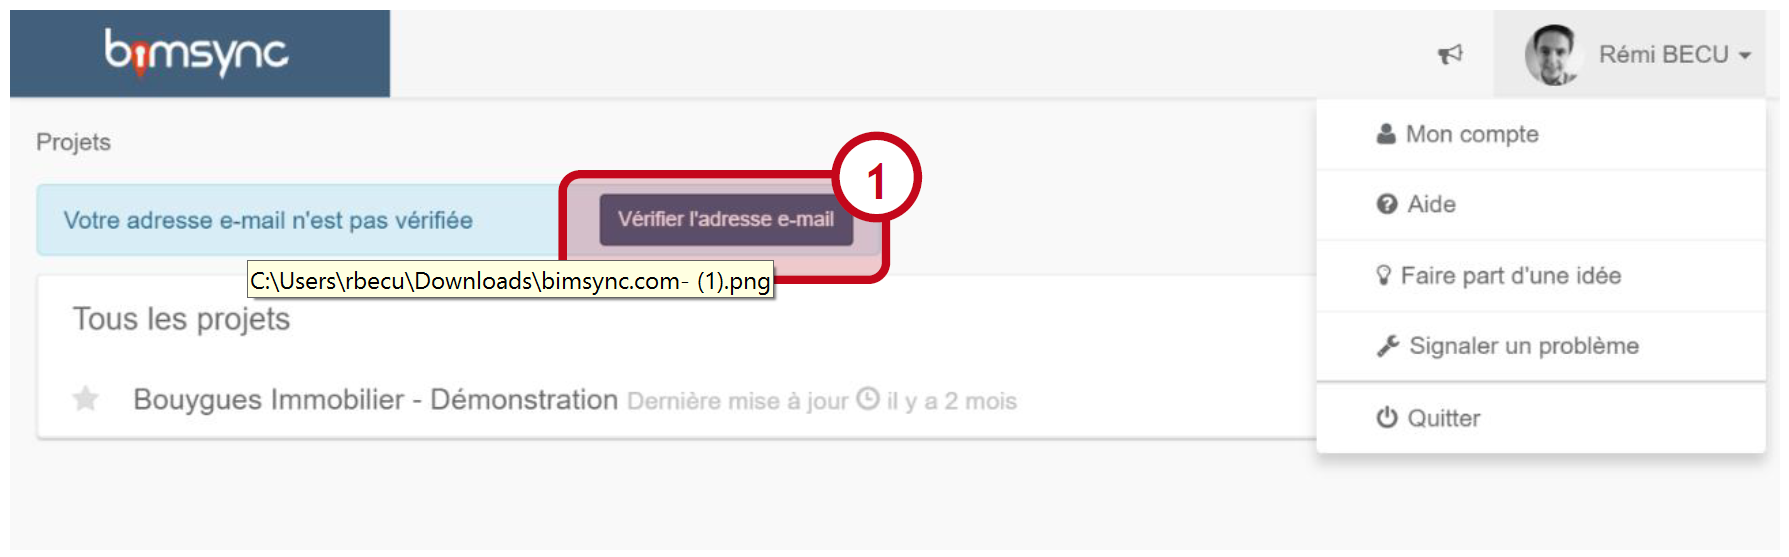 bimsync
Rémi BECU
Projets
Mon compte
1
Votre adresse e-mail n'est pas vérifiée
Vérifier l'adresse e-mail
Aide
C:\Users\rbecu\Downloads\bimsync.com- (1).png
Faire part d'une idée
Tous les projets
Signaler un problème
Bouygues Immobilier - Démonstration Dernière mise à jour il y a 2 mois
Quitter